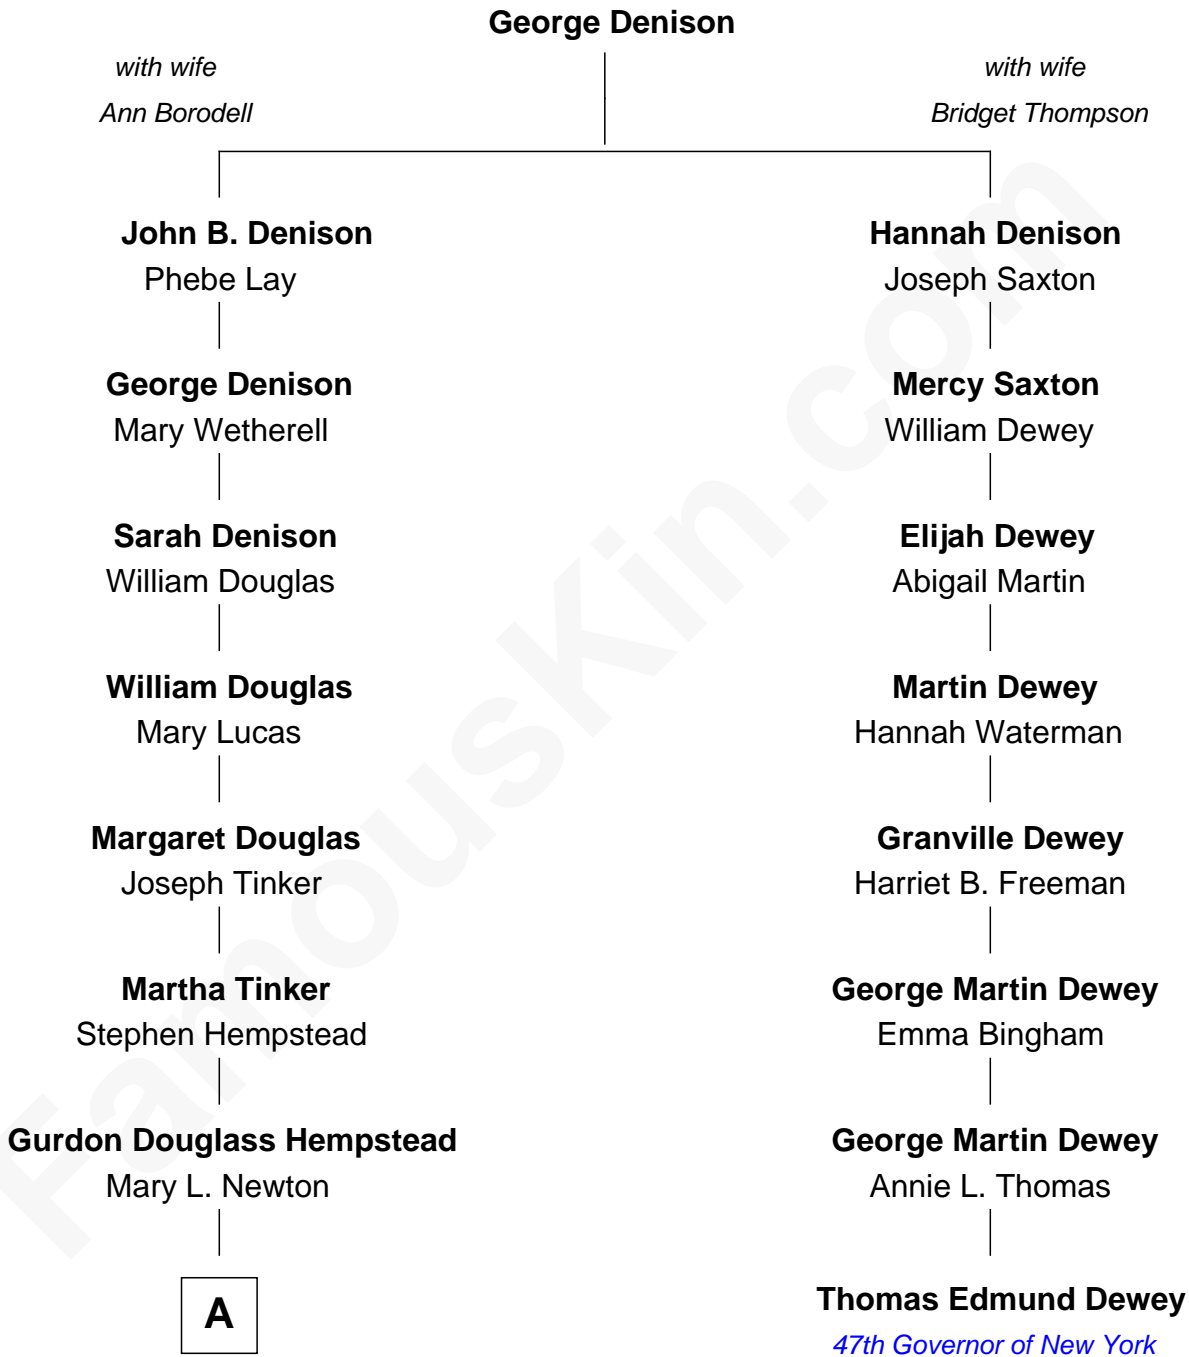 George Denison
with wife
Ann Borodell
with wife
Bridget Thompson
John B. Denison
Phebe Lay
Hannah Denison
Joseph Saxton
George Denison
Mary Wetherell
Mercy Saxton
William Dewey
Sarah Denison
William Douglas
Elijah Dewey
Abigail Martin
William Douglas
Mary Lucas
Martin Dewey
Hannah Waterman
Margaret Douglas
Joseph Tinker
Granville Dewey
Harriet B. Freeman
Martha Tinker
Stephen Hempstead
George Martin Dewey
Emma Bingham
Gurdon Douglass Hempstead
Mary L. Newton
George Martin Dewey
Annie L. Thomas
A
Thomas Edmund Dewey
47th Governor of New York
FamousKin.com